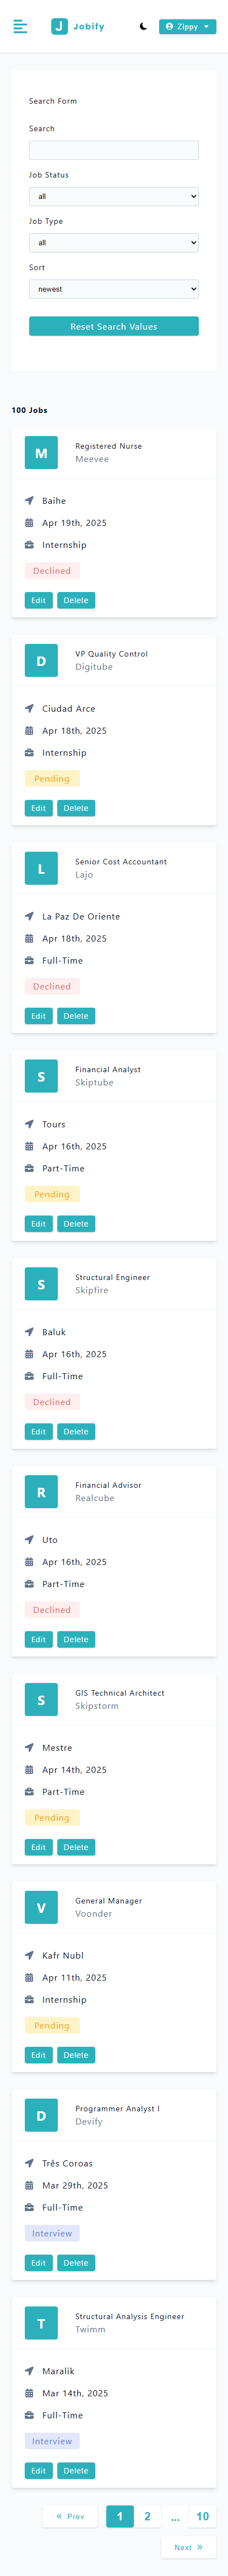 J Jobify Zippy
Search Form
Search
Job Status
all
Job Type
all
Sort
newest
Reset Search Values
100 Jobs
M
Registered Nurse
Meevee
Baihe
Apr 19th, 2025
Internship
Declined
Edit Delete
D
VP Quality Control
Digitube
Ciudad Arce
Apr 18th, 2025
Internship
Pending
Edit Delete
L
Senior Cost Accountant
Lajo
La Paz De Oriente
Apr 18th, 2025
Full-Time
Declined
Edit Delete
S
Financial Analyst
Skiptube
Tours
Apr 16th, 2025
Part-Time
Pending
Edit Delete
S
Structural Engineer
Skipfire
Baluk
Apr 16th, 2025
Full-Time
Declined
Edit Delete
R
Financial Advisor
Realcube
Uto
Apr 16th, 2025
Part-Time
Declined
Edit Delete
S
GIS Technical Architect
Skipstorm
Mestre
Apr 14th, 2025
Part-Time
Pending
Edit Delete
V
General Manager
Voonder
Kafr Nubl
Apr 11th, 2025
Internship
Pending
Edit Delete
D
Programmer Analyst I
Devify
Três Coroas
Mar 29th, 2025
Full-Time
Interview
Edit Delete
T
Structural Analysis Engineer
Twimm
Maralik
Mar 14th, 2025
Full-Time
Interview
Edit Delete
Prev 1 2 ... 10
Next